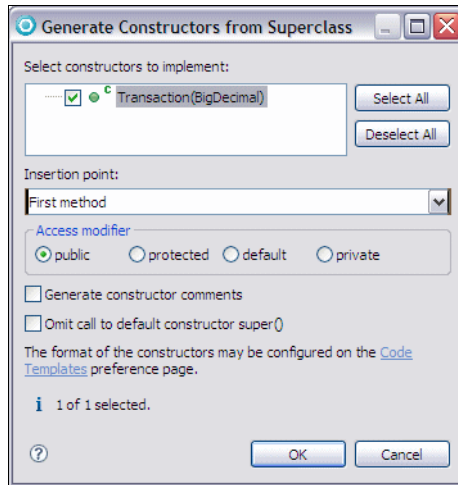 Generate Constructors from Superclass
Select constructors to implement:
C Transaction(BigDecimal)
Select All
Deselect All
Insertion point:
First method
Access modifier
public protected default private
Generate constructor comments
Omit call to default constructor super()
The format of the constructors may be configured on the Code
Templates preference page.
i 1 of 1 selected.
? OK Cancel